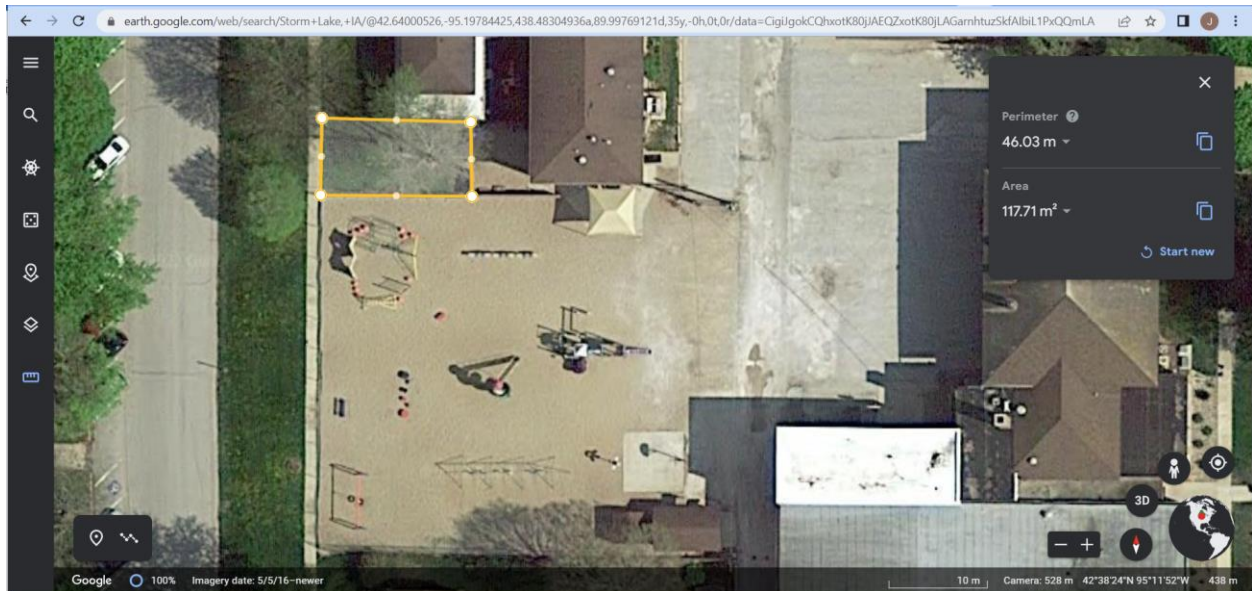 earth.google.com/web/search/Storm+Lake,+IA/@42.64000526,-95.19784425,438.48304936a,89.99769121d,35y,-0h,0t,0r/data=CigiJgokCQhxotK80jJAEQZxotK80jJLAGarnhtuzSkfAIbiL1PxQQmLA
J
Perimeter ?
46.03 m
Area
117.71 m²
Start new
3D
Google 100% Imagery date: 5/5/16–newer 10 m Camera: 528 m 42°38'24"N 95°11'52"W 438 m